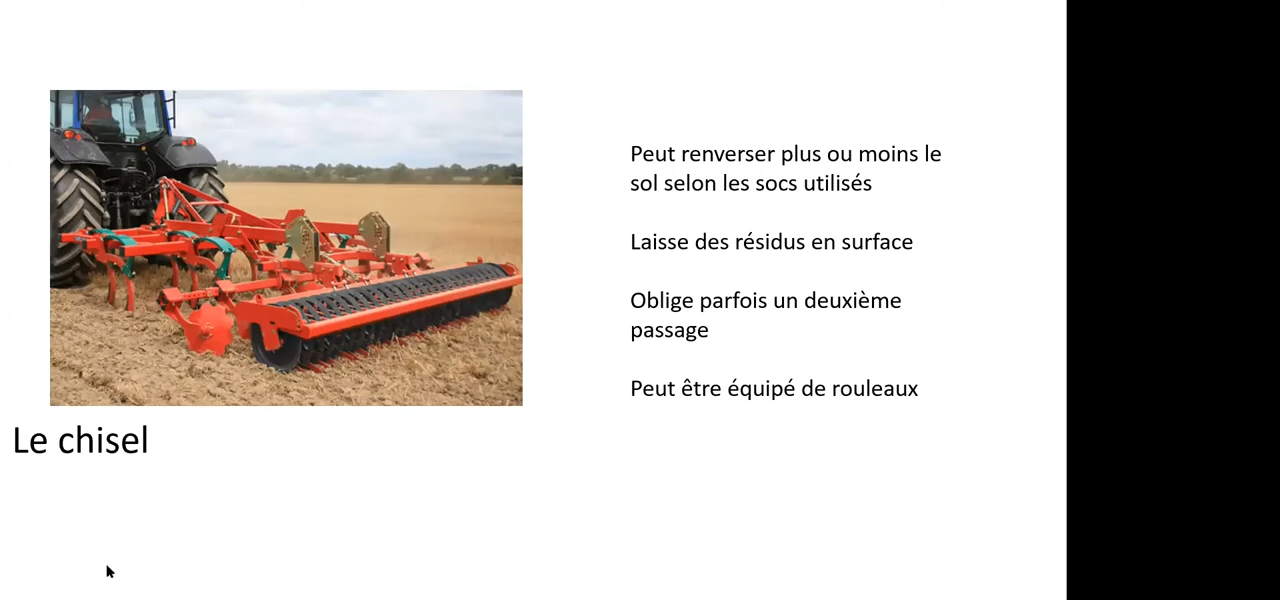 Peut renverser plus ou moins le
sol selon les socs utilisés
Laisse des résidus en surface
Oblige parfois un deuxième
passage
Peut être équipé de rouleaux
Le chisel